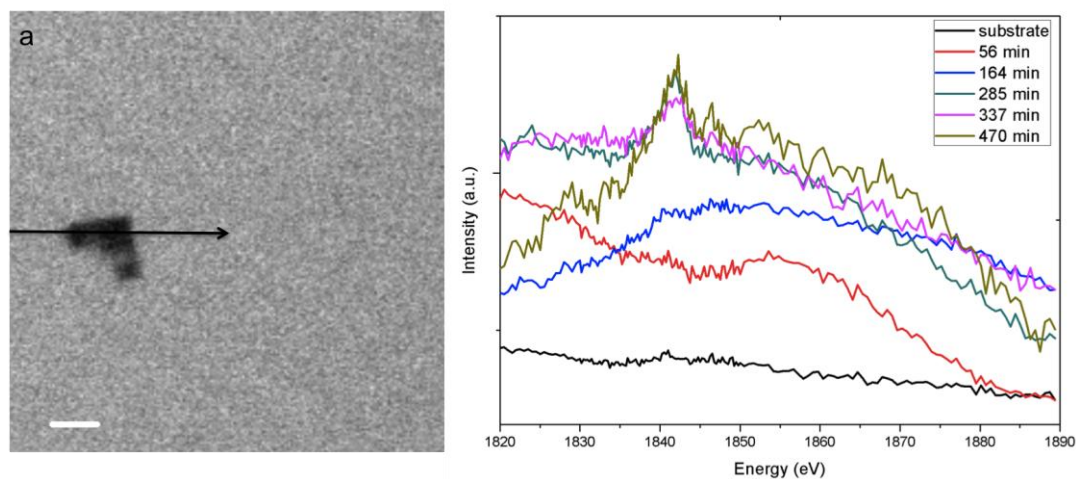 a
substrate
56 min
164 min
285 min
337 min
470 min
Intensity (a.u.)
1820 1830 1840 1850 1860 1870 1880 1890
Energy (eV)